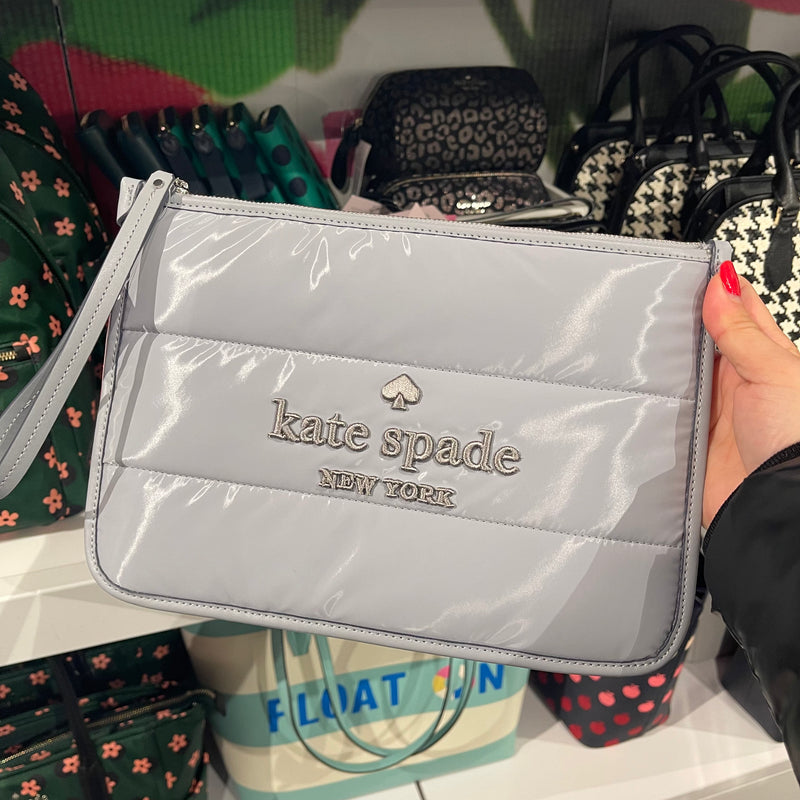 kate spade
NEW YORK
FLOAT ON